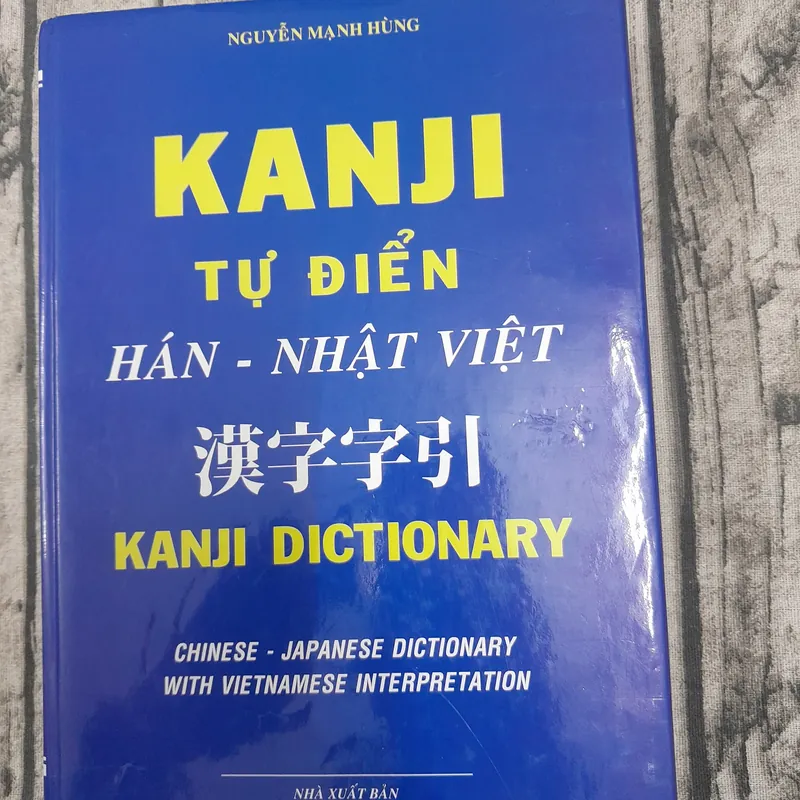 NGUYỄN MẠNH HÙNG
KANJI
TỰ ĐIỂN
HÁN - NHẬT VIỆT
漢字字引
KANJI DICTIONARY
CHINESE - JAPANESE DICTIONARY
WITH VIETNAMESE INTERPRETATION
NHÀ XUẤT BẢN